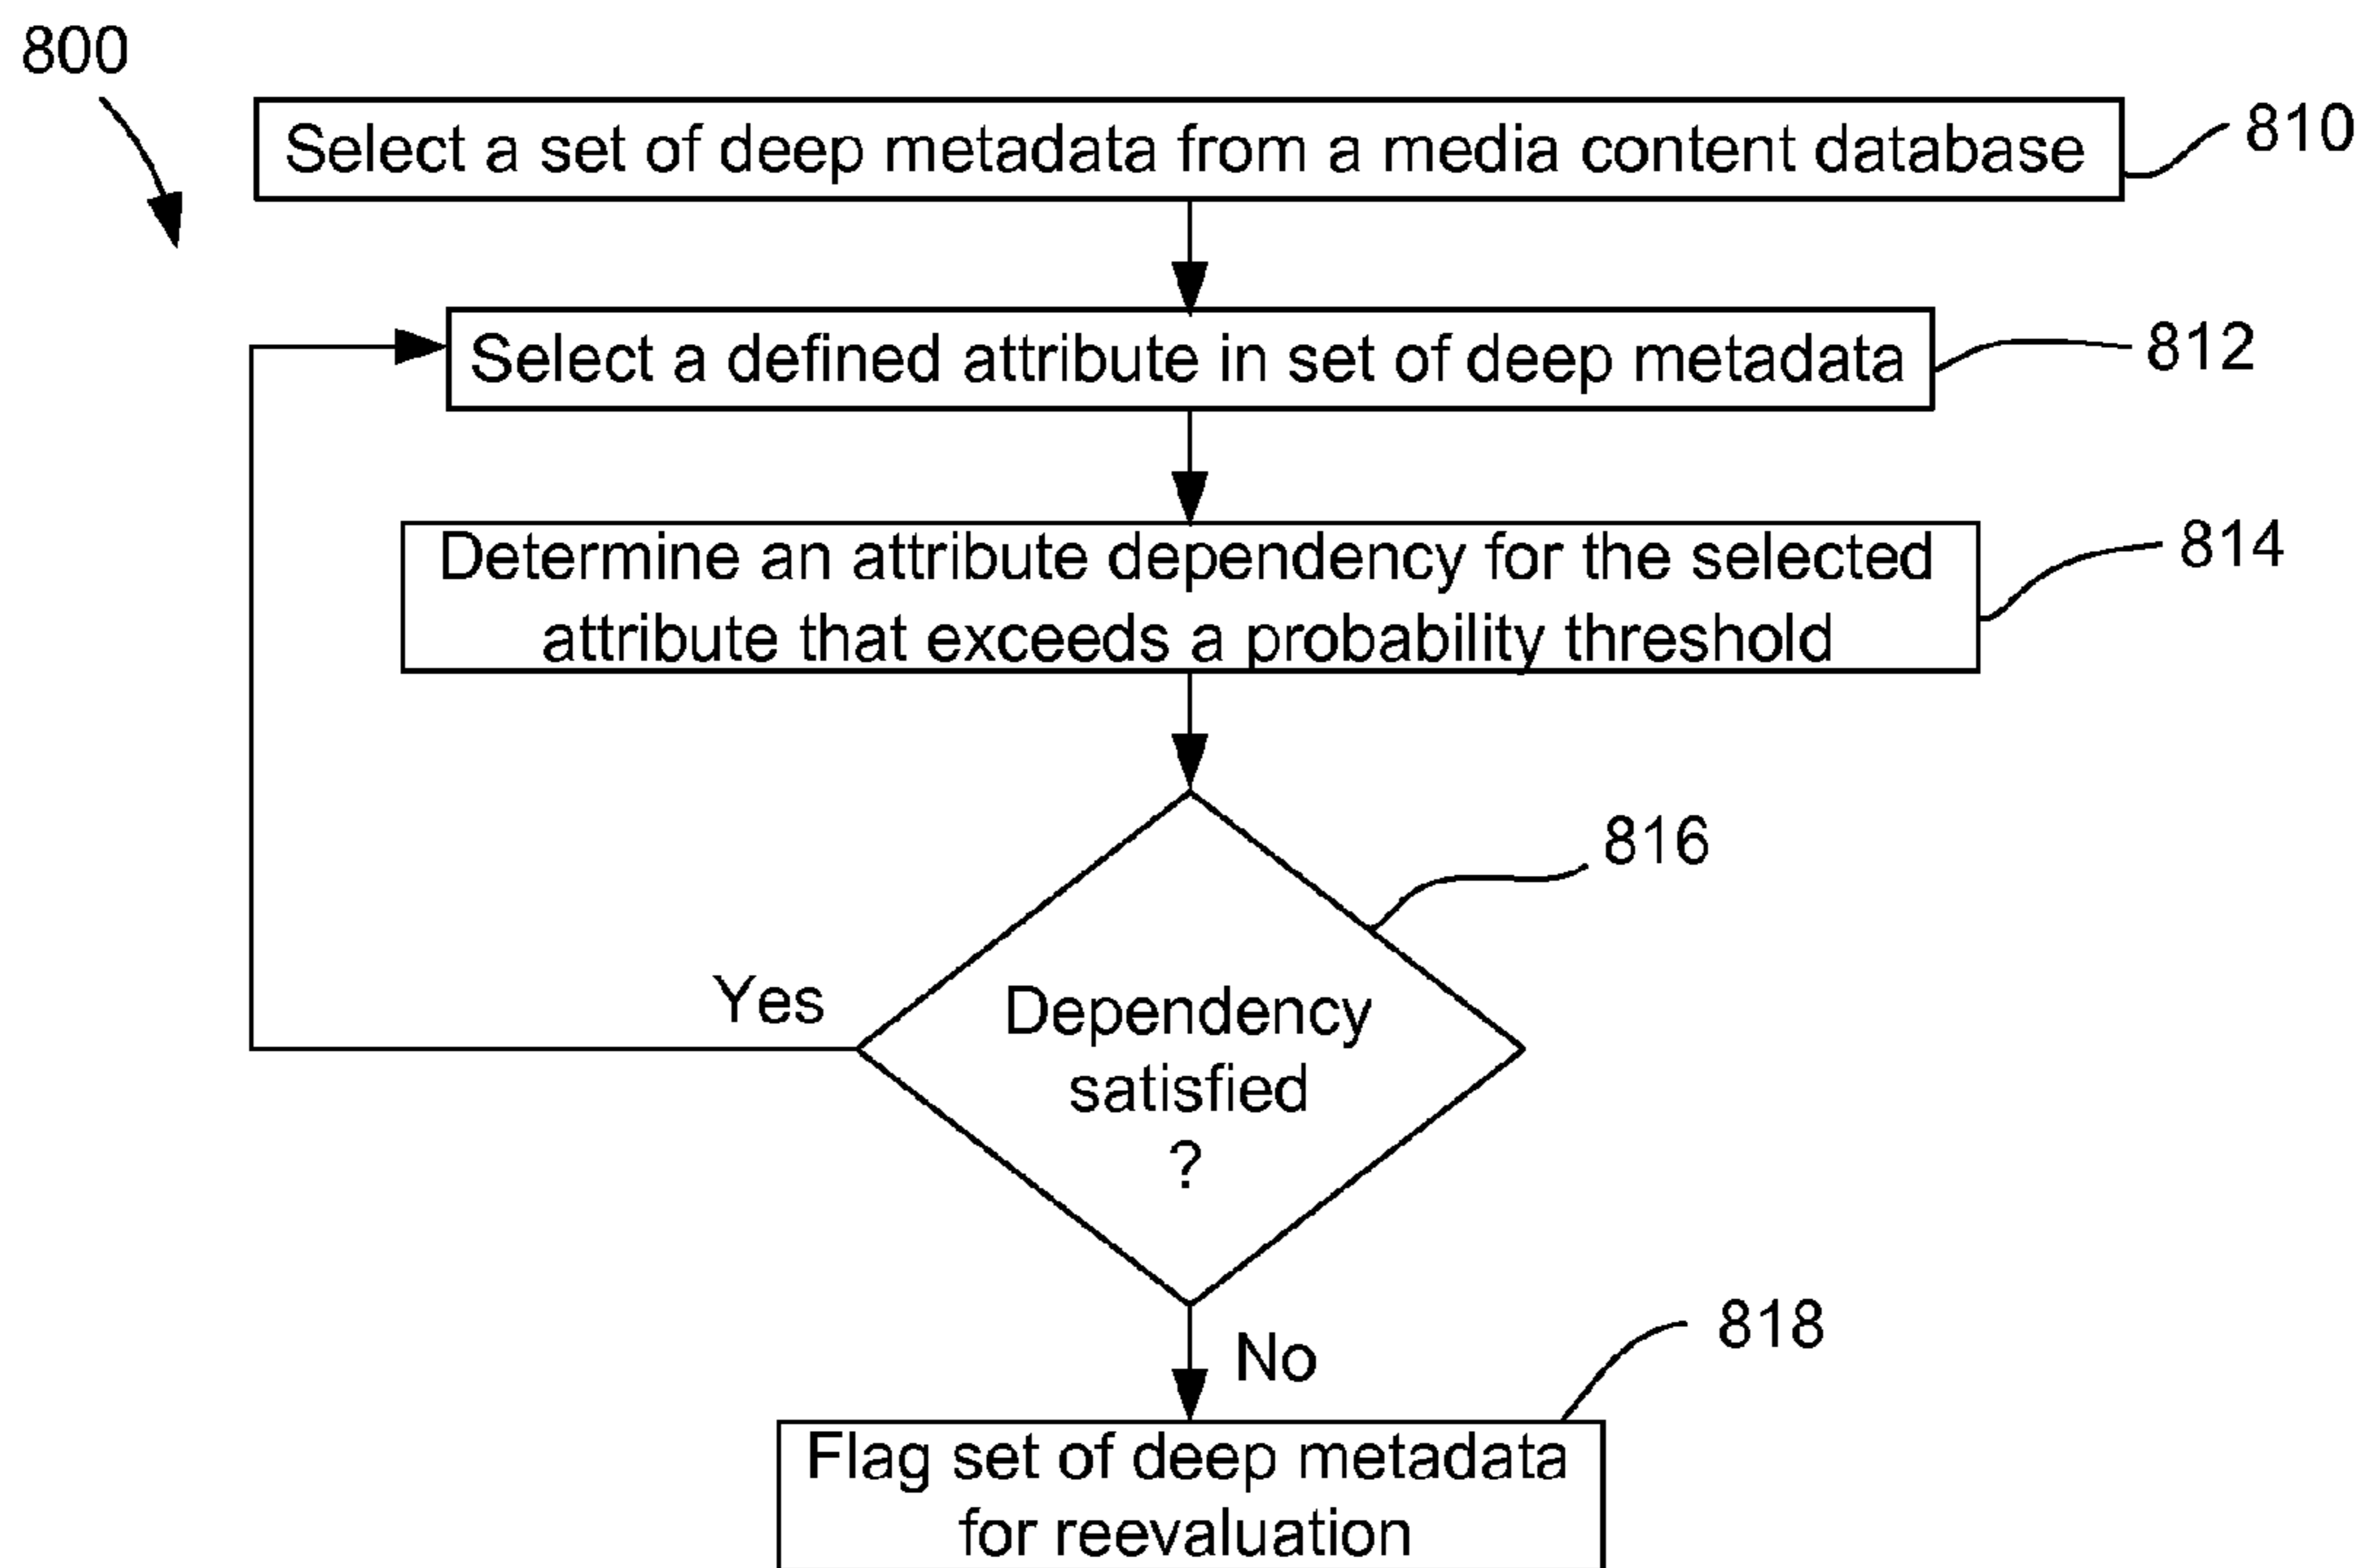 800
Select a set of deep metadata from a media content database
810
Select a defined attribute in set of deep metadata
812
Determine an attribute dependency for the selected
attribute that exceeds a probability threshold
814
816
Yes
Dependency
satisfied
?
No
818
Flag set of deep metadata
for reevaluation